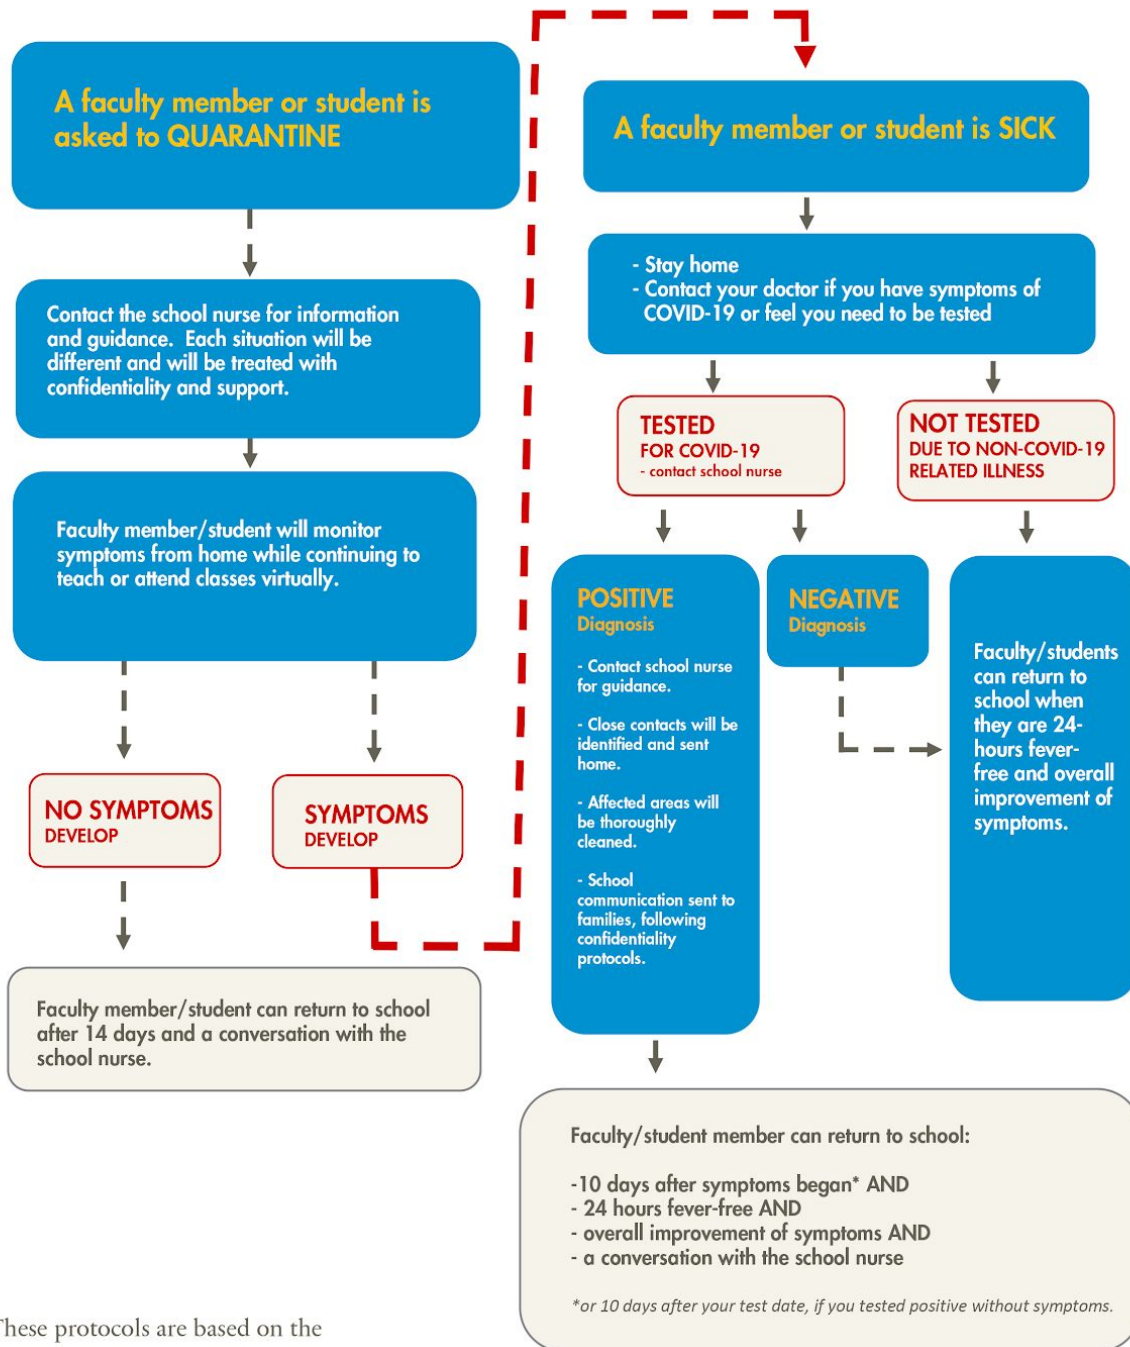 A faculty member or student is
asked to QUARANTINE
Contact the school nurse for information
and guidance.  Each situation will be
different and will be treated with
confidentiality and support.
Faculty member/student will monitor
symptoms from home while continuing to
teach or attend classes virtually.
NO SYMPTOMS
DEVELOP
SYMPTOMS
DEVELOP
Faculty member/student can return to school
after 14 days and a conversation with the
school nurse.
A faculty member or student is SICK
- Stay home
- Contact your doctor if you have symptoms of
COVID-19 or feel you need to be tested
TESTED
FOR COVID-19
- contact school nurse
NOT TESTED
DUE TO NON-COVID-19
RELATED ILLNESS
POSITIVE
Diagnosis
- Contact school nurse
for guidance.
- Close contacts will be
identified and sent
home.
- Affected areas will
be thoroughly
cleaned.
- School
communication sent to
families, following
confidentiality
protocols.
NEGATIVE
Diagnosis
Faculty/students
can return to
school when
they are 24-
hours fever-
free and overall
improvement of
symptoms.
Faculty/student member can return to school:
-10 days after symptoms began* AND
- 24 hours fever-free AND
- overall improvement of symptoms AND
- a conversation with the school nurse
*or 10 days after your test date, if you tested positive without symptoms.
These protocols are based on the